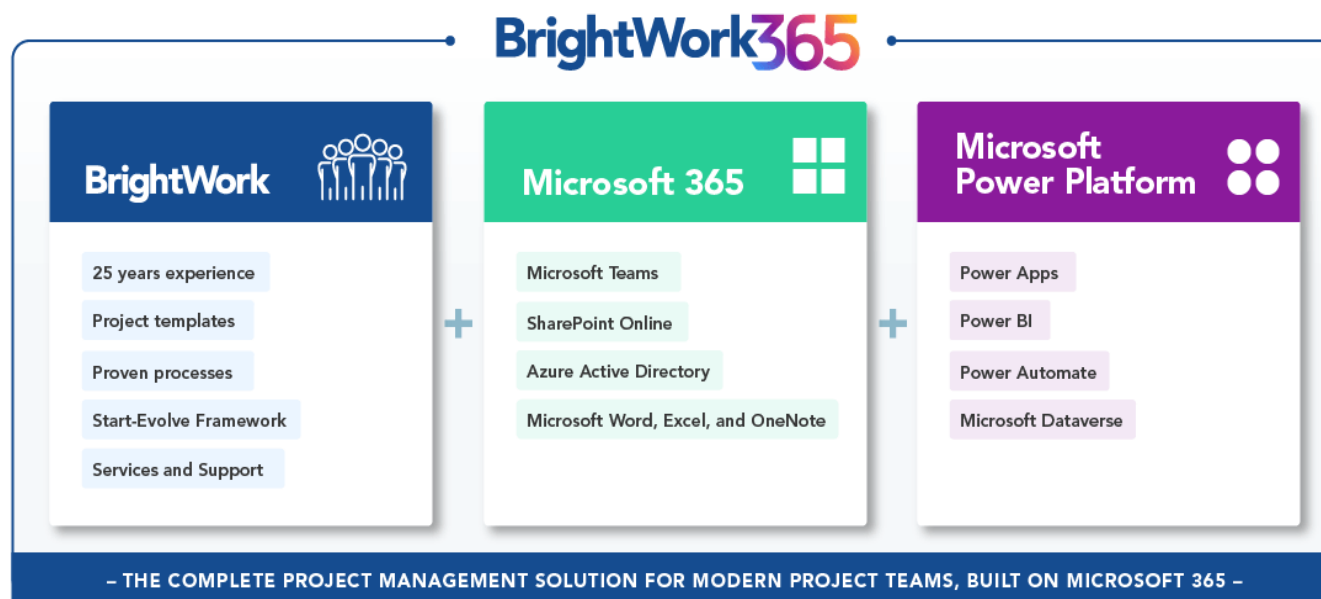 BrightWork365
BrightWork
25 years experience
Project templates
Proven processes
Start-Evolve Framework
Services and Support
+
Microsoft 365
Microsoft Teams
SharePoint Online
Azure Active Directory
Microsoft Word, Excel, and OneNote
+
Microsoft
Power Platform
Power Apps
Power BI
Power Automate
Microsoft Dataverse
– THE COMPLETE PROJECT MANAGEMENT SOLUTION FOR MODERN PROJECT TEAMS, BUILT ON MICROSOFT 365 –